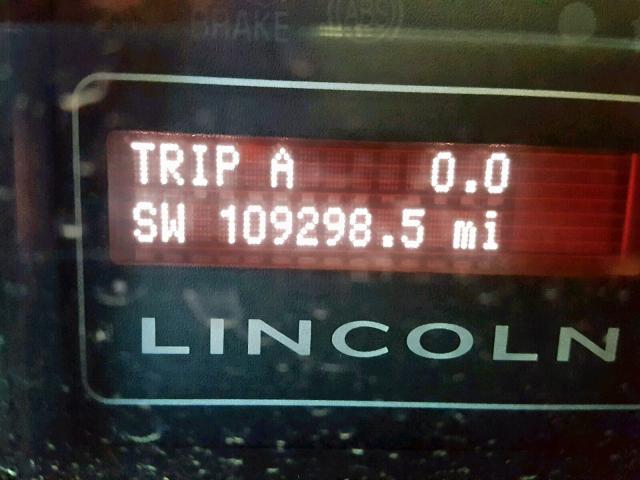 BRAKE (ABS)
TRIP A 0.0
SW 109298.5 mi
LINCOLN